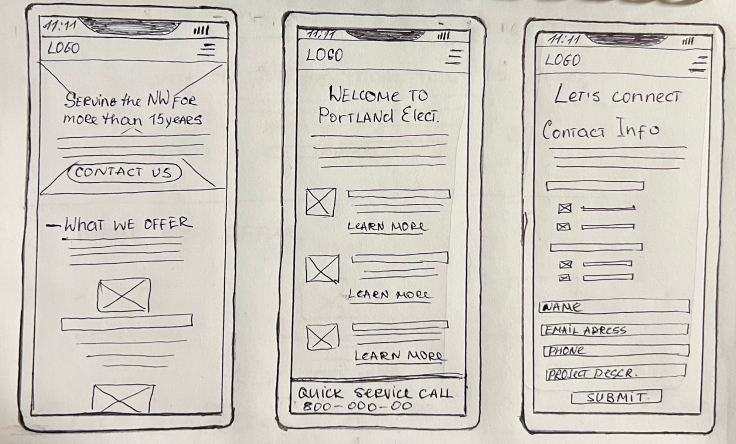 11:11
LOGO
Serving the NW for
more than 15 years
CONTACT US
What we offer
11:11
LOGO
Welcome to
Portland Elect.
Learn more
Learn more
Learn more
Quick service call
800-000-00
11:11
LOGO
Let's connect
Contact Info
NAME
EMAIL ADRESS
PHONE
PROJECT DESCR.
SUBMIT